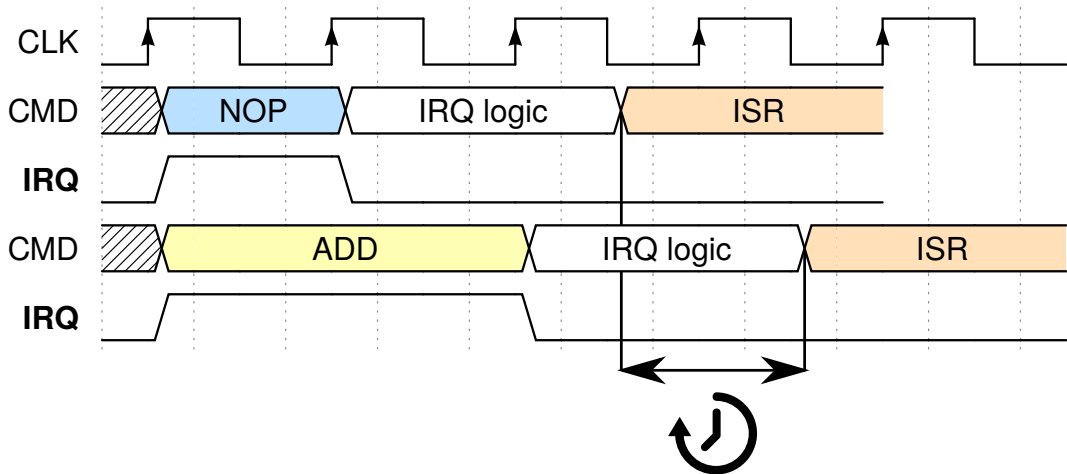 CLK
CMD NOP IRQ logic ISR
IRQ
CMD ADD IRQ logic ISR
IRQ